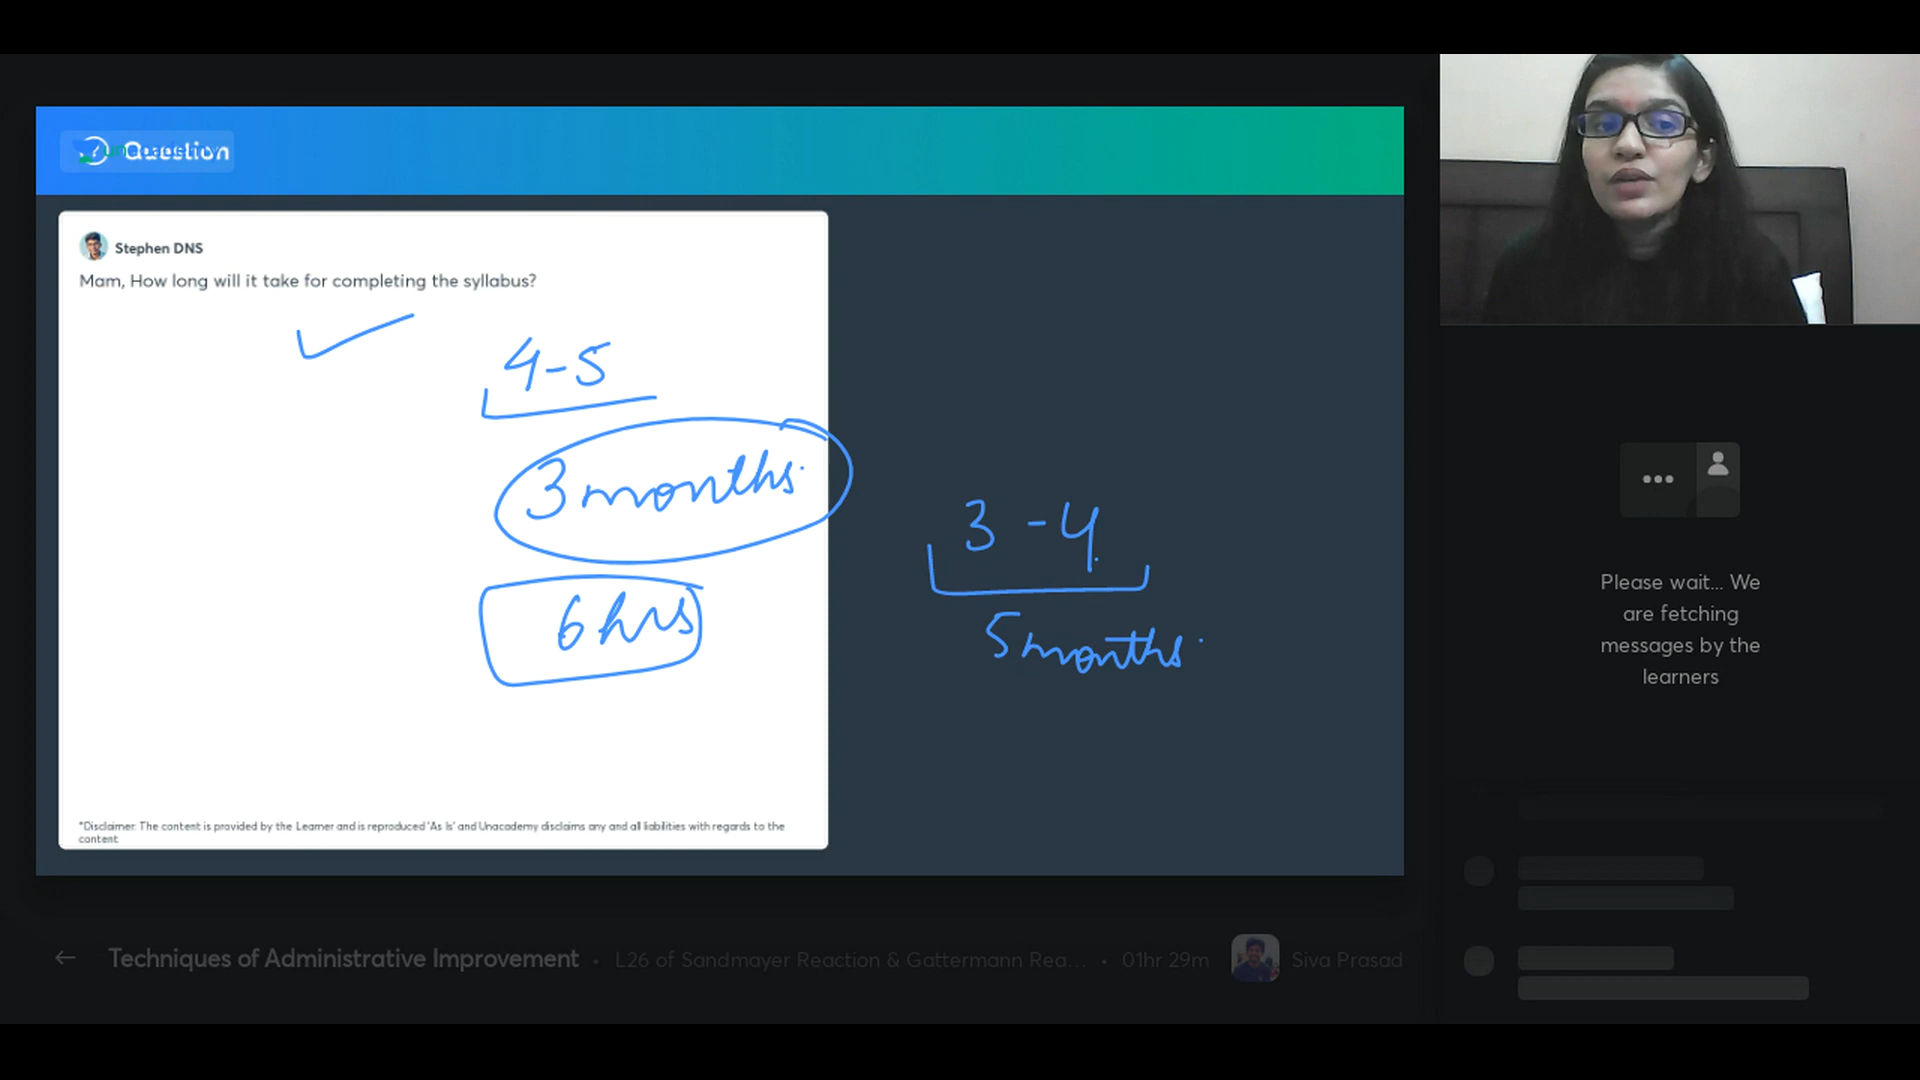 Question
Stephen DNS
Mam, How long will it take for completing the syllabus?
4-5
3 months.
6 hrs
3 - 4
5 months.
*Disclaimer: The content is provided by the Learner and is reproduced 'As Is' and Unacademy disclaims any and all liabilities with regards to the
content
Please wait... We
are fetching
messages by the
learners
Techniques of Administrative Improvement • L26 of Sandmayer Reaction & Gattermann Rea... • 01hr 29m Siva Prasad